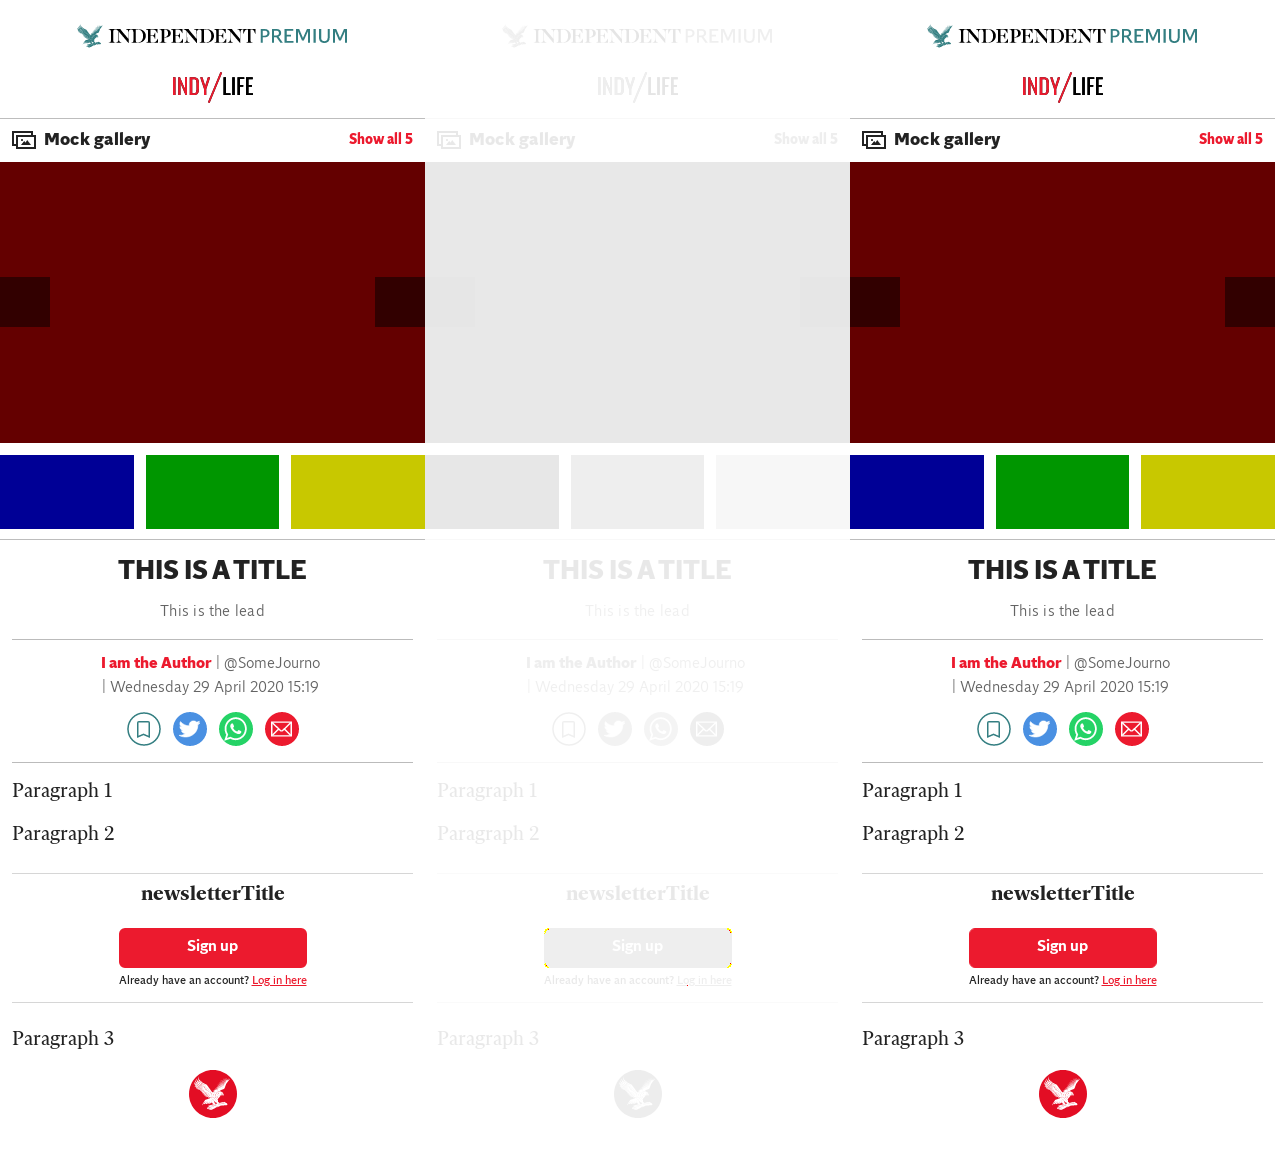 INDEPENDENT PREMIUM
INDY/LIFE
Mock gallery Show all 5
THIS IS A TITLE
This is the lead
I am the Author | @SomeJourno
| Wednesday 29 April 2020 15:19
Paragraph 1
Paragraph 2
newsletterTitle
Sign up
Already have an account? Log in here
Paragraph 3
INDEPENDENT PREMIUM
INDY/LIFE
Mock gallery Show all 5
THIS IS A TITLE
This is the lead
I am the Author | @SomeJourno
| Wednesday 29 April 2020 15:19
Paragraph 1
Paragraph 2
newsletterTitle
Sign up
Already have an account? Log in here
Paragraph 3
INDEPENDENT PREMIUM
INDY/LIFE
Mock gallery Show all 5
THIS IS A TITLE
This is the lead
I am the Author | @SomeJourno
| Wednesday 29 April 2020 15:19
Paragraph 1
Paragraph 2
newsletterTitle
Sign up
Already have an account? Log in here
Paragraph 3